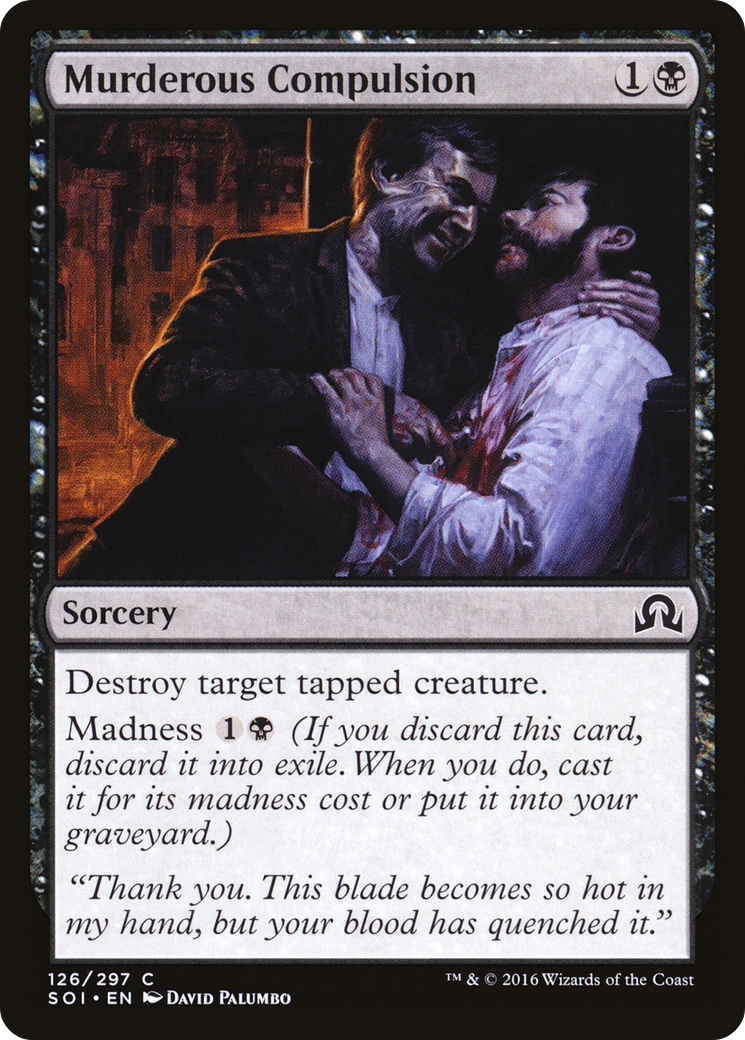 Murderous Compulsion 1
Sorcery
Destroy target tapped creature.
Madness 1 (If you discard this card,
discard it into exile. When you do, cast
it for its madness cost or put it into your
graveyard.)
“Thank you. This blade becomes so hot in
my hand, but your blood has quenched it.”
126/297 C
SOI • EN David Palumbo
™ & © 2016 Wizards of the Coast